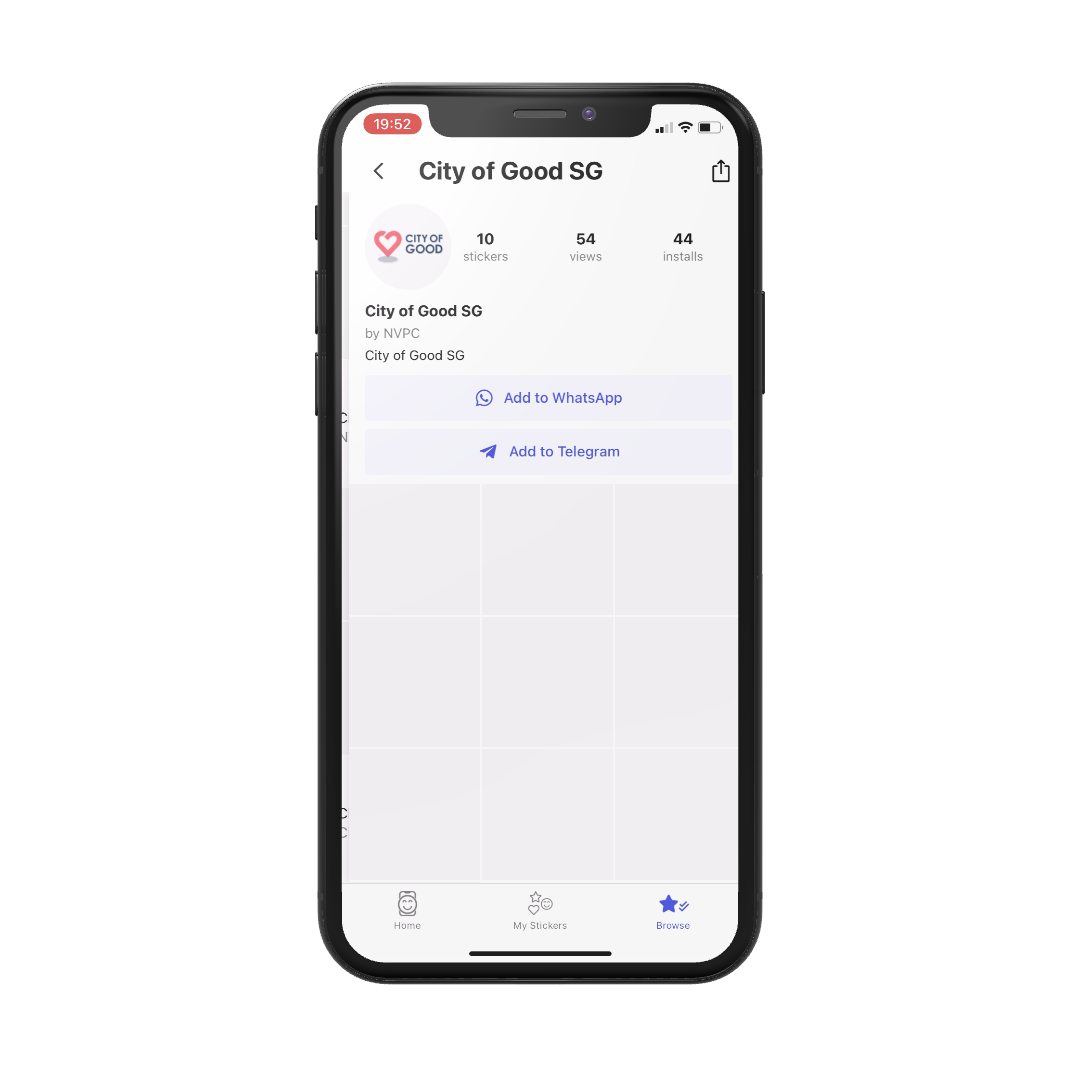 19:52
City of Good SG
CITY OF
GOOD
10
stickers
54
views
44
installs
City of Good SG
by NVPC
City of Good SG
Add to WhatsApp
Add to Telegram
C
N
C
C
Home
My Stickers
Browse